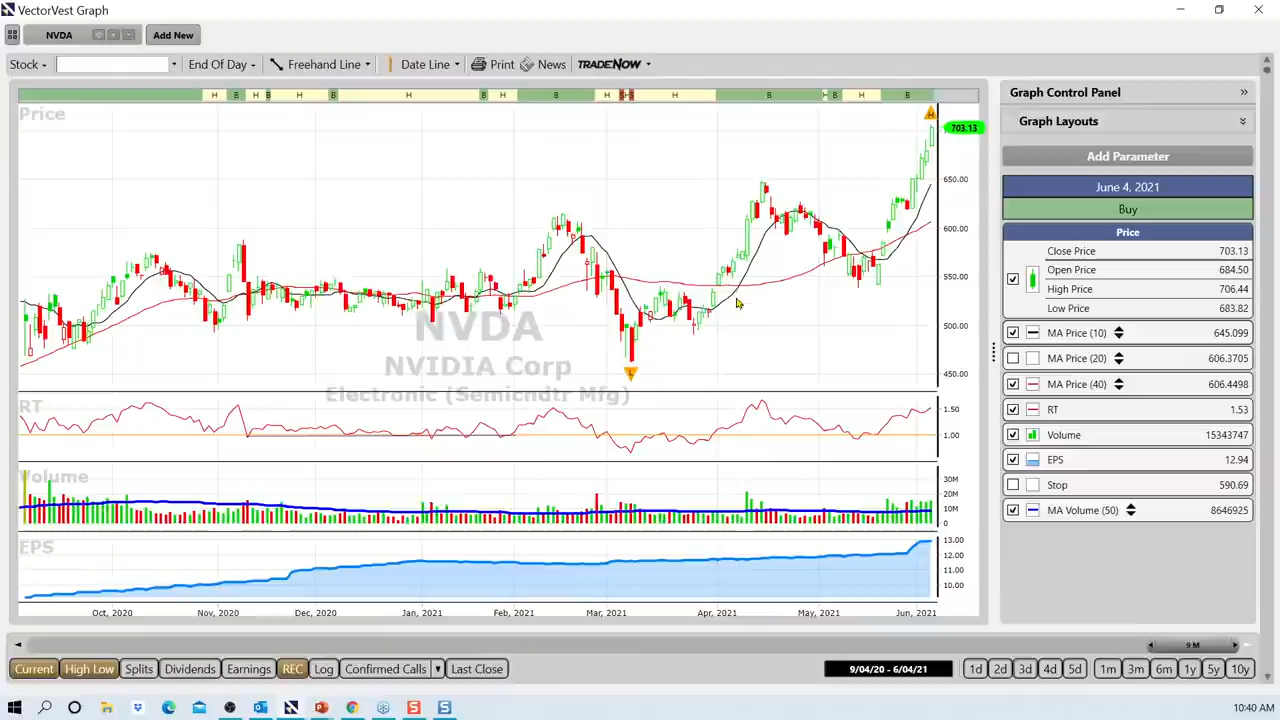 VectorVest Graph
NVDA
Add New
Stock
End Of Day
Freehand Line
Date Line
Print
News
TRADENOW
H B H B H B H B H S H S H B H B H B
Price
H
703.13
650.00
600.00
550.00
500.00
450.00
L
NVDA
NVIDIA Corp
Electronic (Semicndtr Mfg)
RT
1.50
1.00
Volume
30M
20M
10M
0
EPS
13.00
12.00
11.00
10.00
Oct, 2020 Nov, 2020 Dec, 2020 Jan, 2021 Feb, 2021 Mar, 2021 Apr, 2021 May, 2021 Jun, 2021
Graph Control Panel
Graph Layouts
Add Parameter
June 4, 2021
Buy
Price
Close Price 703.13
Open Price 684.50
High Price 706.44
Low Price 683.82
MA Price (10) 645.099
MA Price (20) 606.3705
MA Price (40) 606.4498
RT 1.53
Volume 15343747
EPS 12.94
Stop 590.69
MA Volume (50) 8646925
9 M
Current High Low Splits Dividends Earnings REC Log Confirmed Calls Last Close
9/04/20 - 6/04/21
1d 2d 3d 4d 5d 1m 3m 6m 1y 5y 10y
10:40 AM